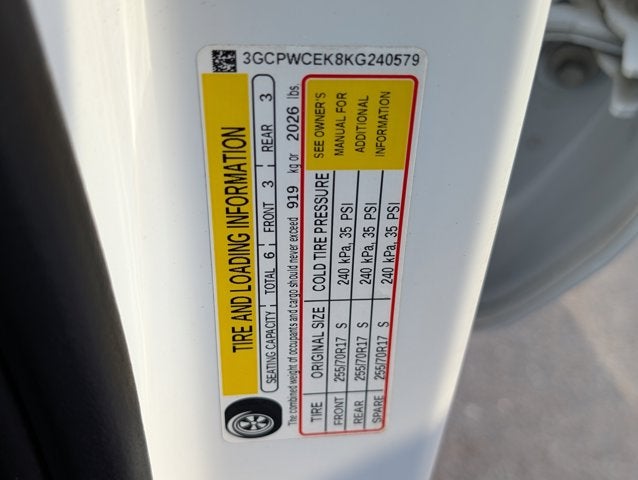 3GCPWCEK8KG240579
TIRE AND LOADING INFORMATION
SEATING CAPACITY TOTAL 6 FRONT 3 REAR 3
The combined weight of occupants and cargo should never exceed 919 kg or 2026 lbs.
TIRE ORIGINAL SIZE COLD TIRE PRESSURE SEE OWNER'S
FRONT 255/70R17 S 240 kPa, 35 PSI MANUAL FOR
REAR 255/70R17 S 240 kPa, 35 PSI ADDITIONAL
SPARE 255/70R17 S 240 kPa, 35 PSI INFORMATION